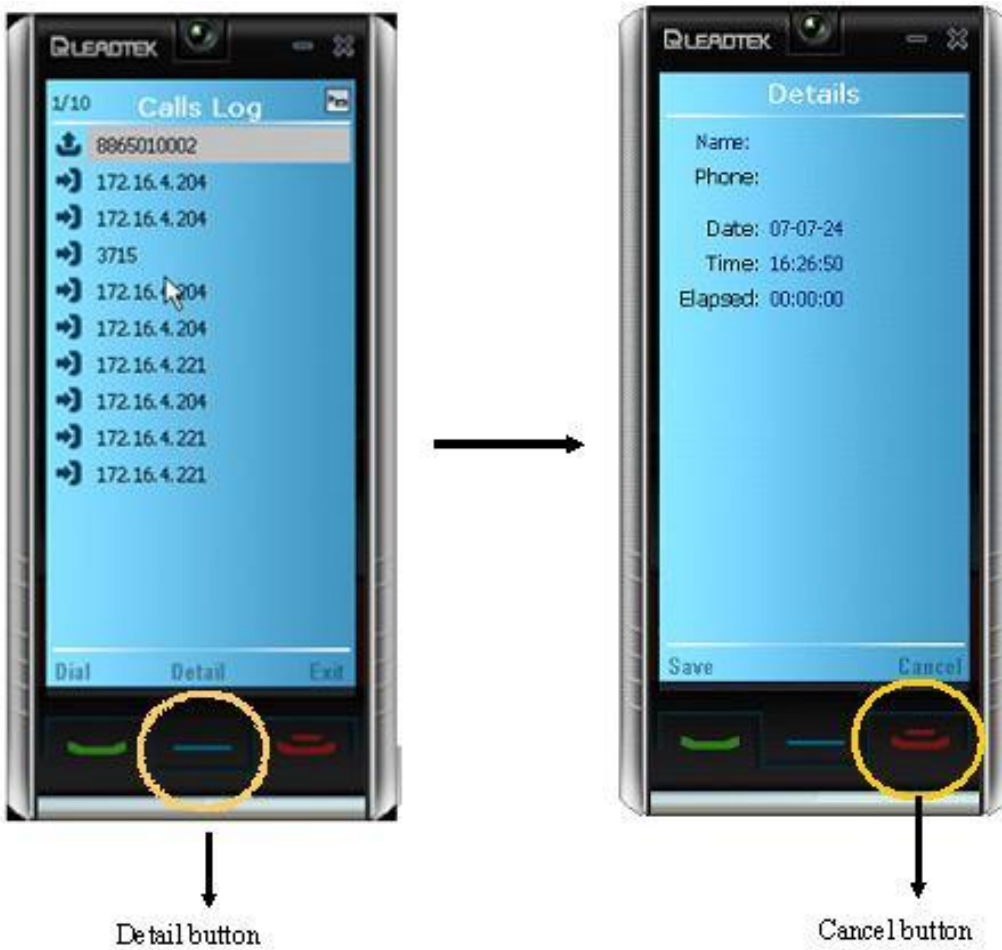 LEADTEK
1/10 Calls Log
8865010002
172.16.4.204
172.16.4.204
3715
172.16.4.204
172.16.4.204
172.16.4.221
172.16.4.204
172.16.4.221
172.16.4.221
Dial Detail Exit
Detail button
LEADTEK
Details
Name:
Phone:
Date: 07-07-24
Time: 16:26:50
Elapsed: 00:00:00
Save Cancel
Cancel button